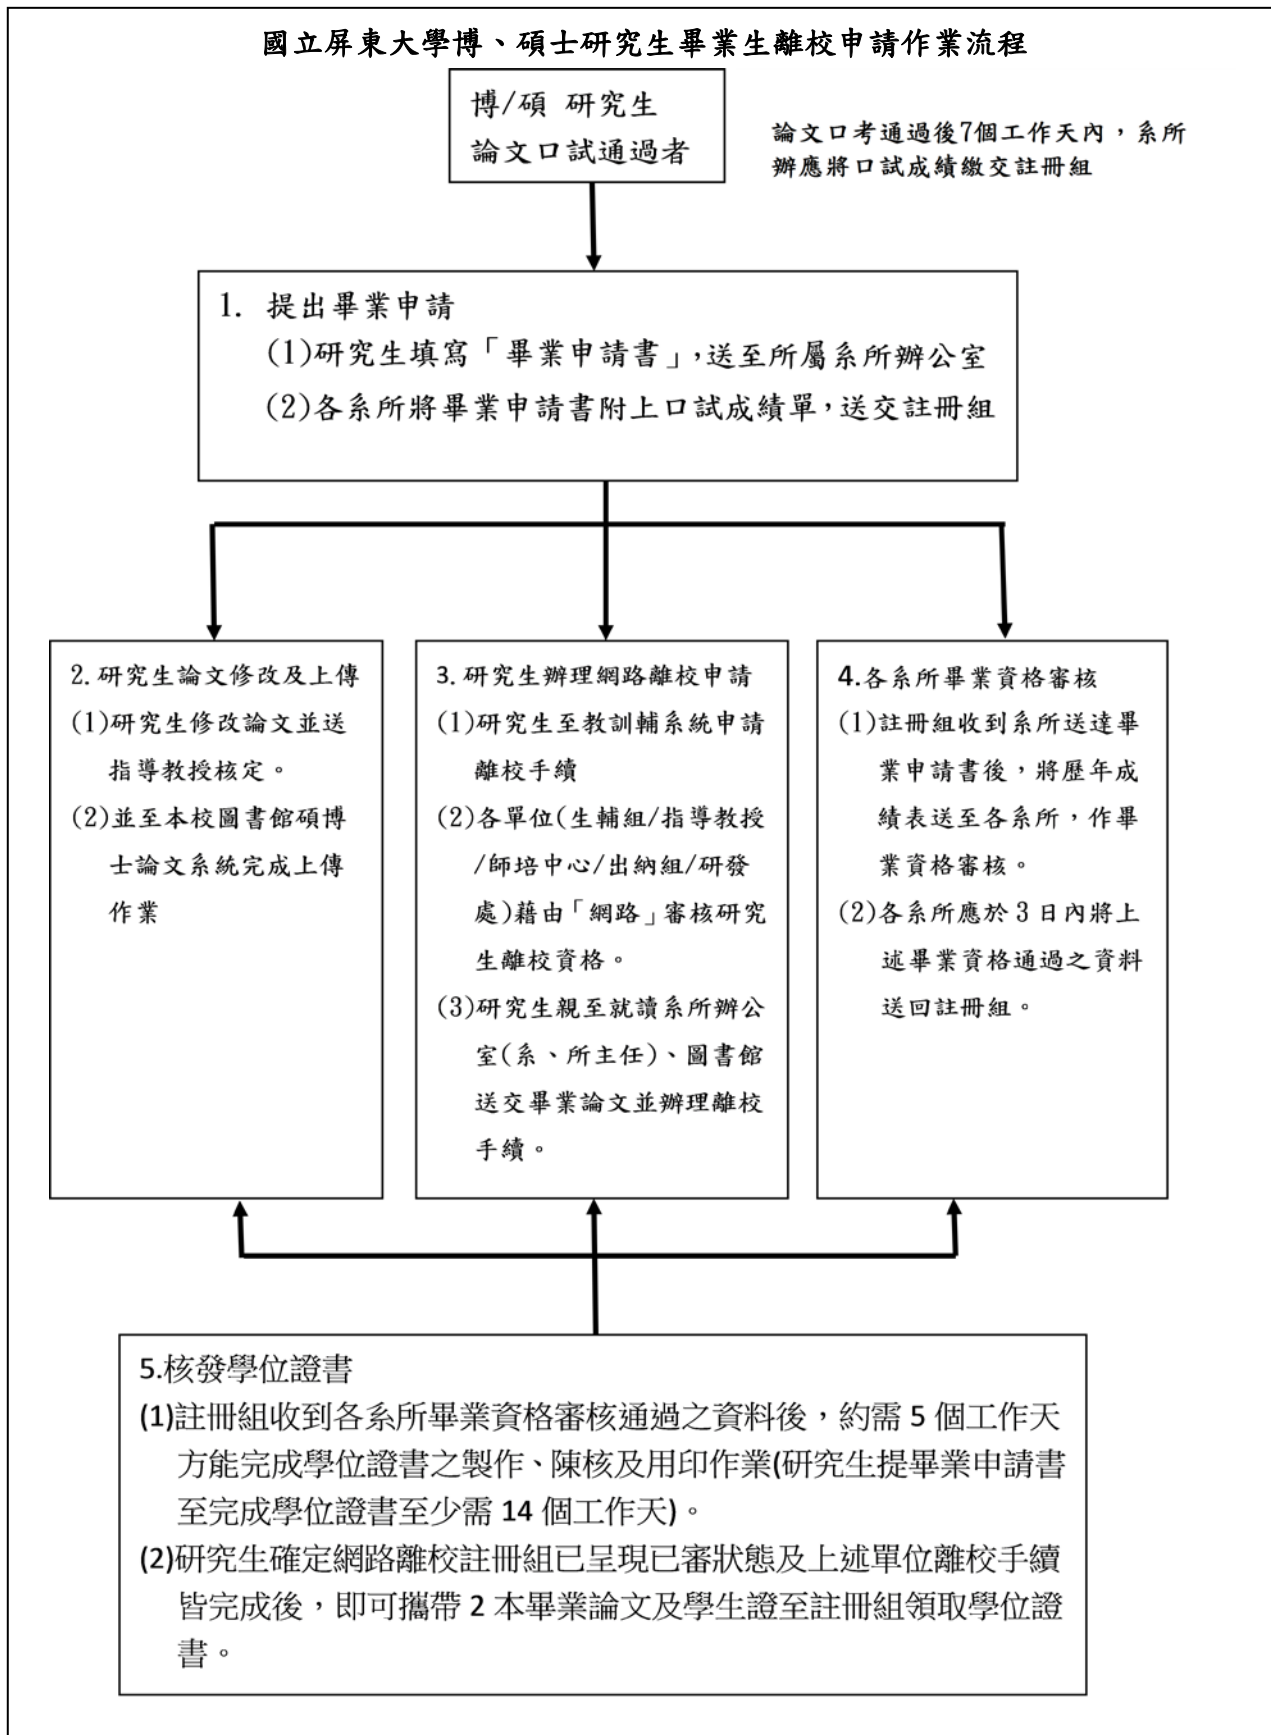 國立屏東大學博、碩士研究生畢業生離校申請作業流程
博/碩 研究生
論文口試通過者
論文口考通過後7個工作天內，系所
辦應將口試成績繳交註冊組
1. 提出畢業申請
(1)研究生填寫「畢業申請書」,送至所屬系所辦公室
(2)各系所將畢業申請書附上口試成績單,送交註冊組
2.研究生論文修改及上傳
(1)研究生修改論文並送
指導教授核定。
(2)並至本校圖書館碩博
士論文系統完成上傳
作業
3.研究生辦理網路離校申請
(1)研究生至教訓輔系統申請
離校手續
(2)各單位(生輔組/指導教授
/師培中心/出納組/研發
處)藉由「網路」審核研究
生離校資格。
(3)研究生親至就讀系所辦公
室(系、所主任)、圖書館
送交畢業論文並辦理離校
手續。
4.各系所畢業資格審核
(1)註冊組收到系所送達畢
業申請書後，將歷年成
績表送至各系所，作畢
業資格審核。
(2)各系所應於 3 日內將上
述畢業資格通過之資料
送回註冊組。
5.核發學位證書
(1)註冊組收到各系所畢業資格審核通過之資料後，約需 5 個工作天
方能完成學位證書之製作、陳核及用印作業(研究生提畢業申請書
至完成學位證書至少需 14 個工作天)。
(2)研究生確定網路離校註冊組已呈現已審狀態及上述單位離校手續
皆完成後，即可攜帶 2 本畢業論文及學生證至註冊組領取學位證
書。